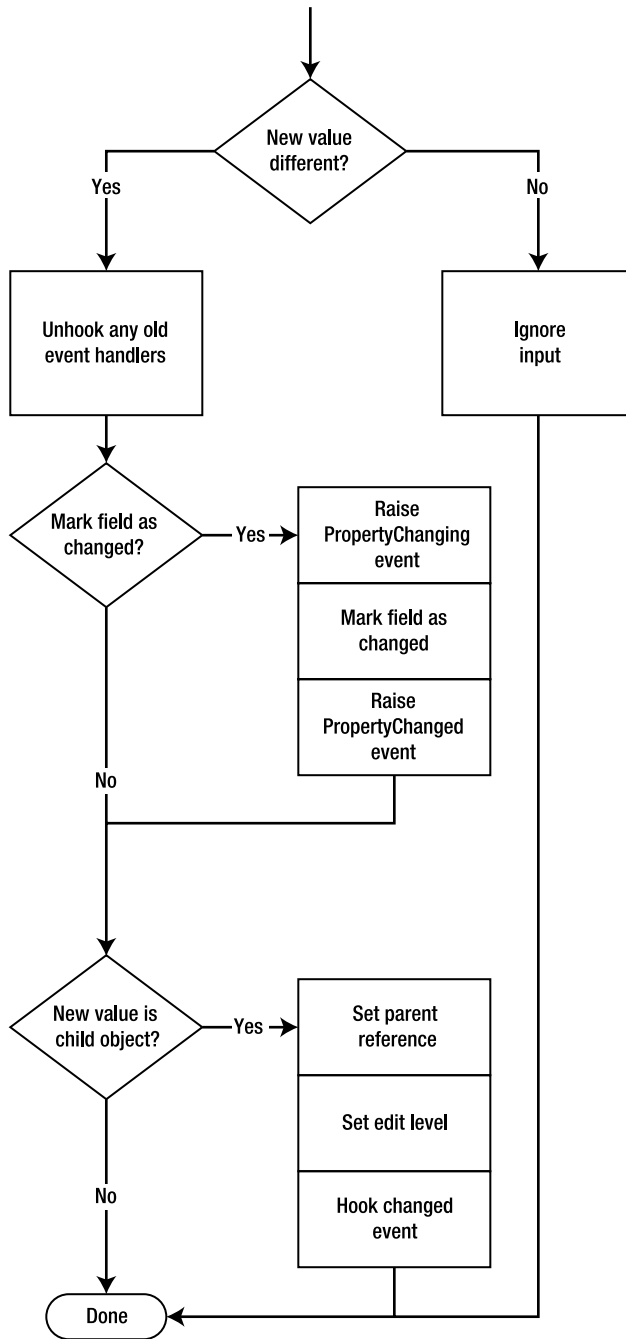 New value
different?
Yes
No
Unhook any old
event handlers
Ignore
input
Mark field as
changed?
Yes
Raise
PropertyChanging
event
Mark field as
changed
Raise
PropertyChanged
event
No
New value is
child object?
Yes
Set parent
reference
Set edit level
No
Hook changed
event
Done